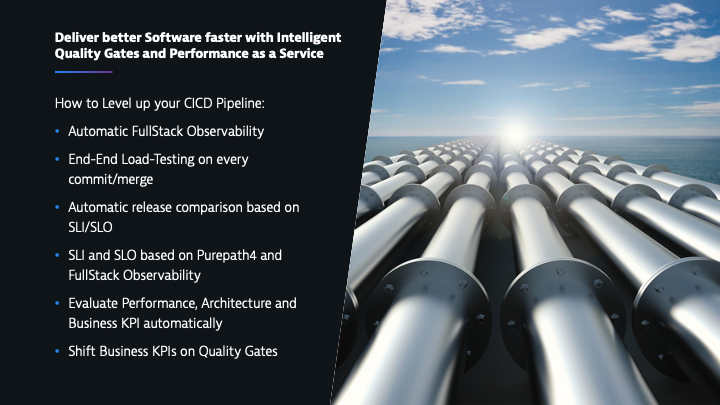 Deliver better Software faster with Intelligent
Quality Gates and Performance as a Service
How to Level up your CICD Pipeline:
• Automatic FullStack Observability
• End-End Load-Testing on every
commit/merge
• Automatic release comparison based on
SLI/SLO
• SLI and SLO based on Purepath4 and
FullStack Observability
• Evaluate Performance, Architecture and
Business KPI automatically
• Shift Business KPIs on Quality Gates